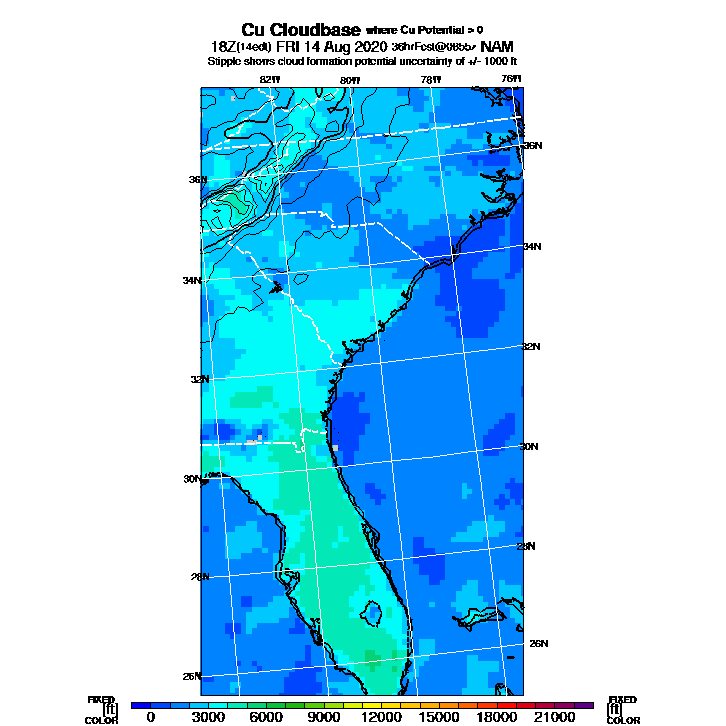 Cu Cloudbase where Cu Potential > 0
18Z(14edt) FRI 14 Aug 2020 36hrFcst@0855z NAM
Stipple shows cloud formation potential uncertainty of +/- 1000 ft
82W 80W 78W 76W
36N
36N
34N
34N
32N
32N
30N
30N
28N
28N
26N
26N
FIXED FIXED
[ft] [ft]
COLOR 0 3000 6000 9000 12000 15000 18000 21000 COLOR